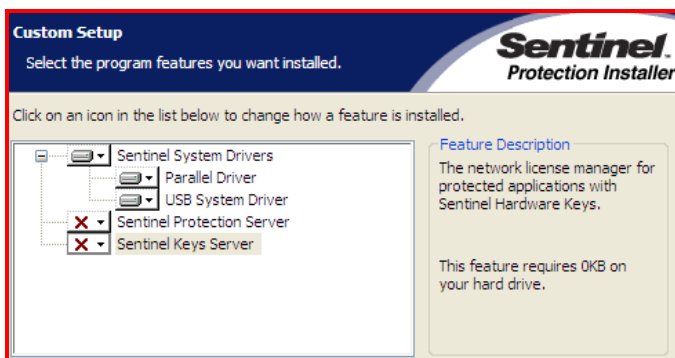 Custom Setup
Select the program features you want installed.
Sentinel.
Protection Installer
Click on an icon in the list below to change how a feature is installed.
Sentinel System Drivers
Parallel Driver
USB System Driver
Sentinel Protection Server
Sentinel Keys Server
Feature Description
The network license manager for
protected applications with
Sentinel Hardware Keys.
This feature requires 0KB on
your hard drive.